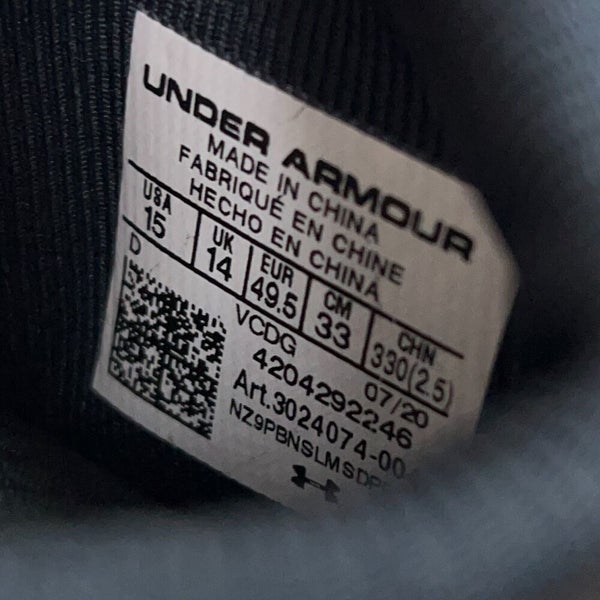 UNDER ARMOUR
MADE IN CHINA
FABRIQUÉ EN CHINE
HECHO EN CHINA
USA UK EUR CM CHN
15 14 49.5 33 330(2.5)
D
VCDG 07/20
4204292246
Art.3024074-00
NZ9PBNSLMSDP